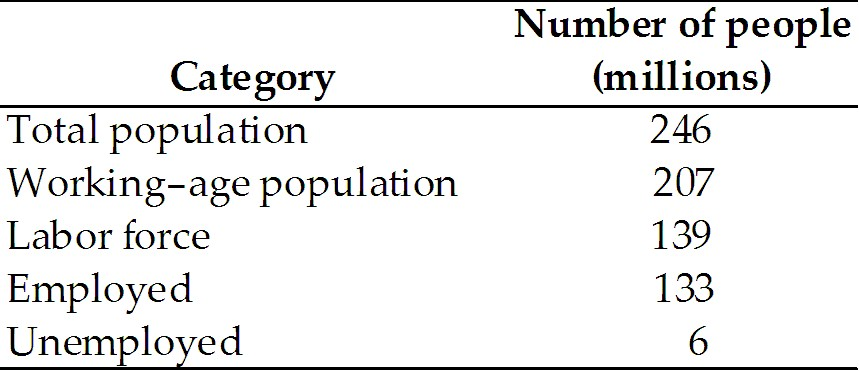 Number of people
Category (millions)
Total population 246
Working–age population 207
Labor force 139
Employed 133
Unemployed 6